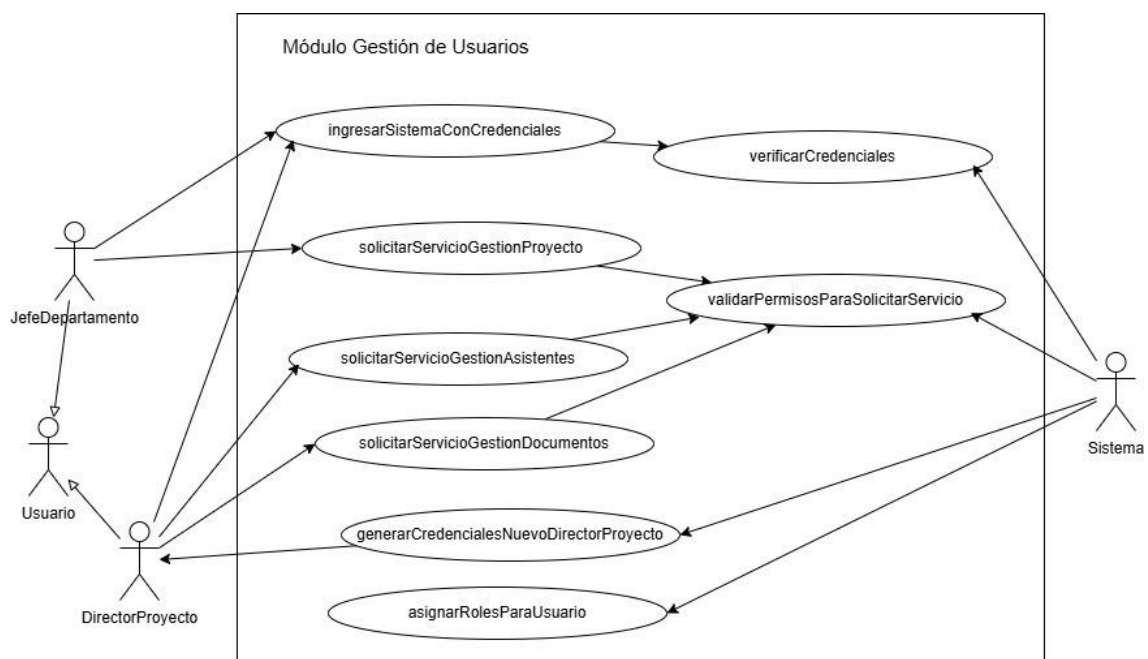 Módulo Gestión de Usuarios
ingresarSistemaConCredenciales
verificarCredenciales
solicitarServicioGestionProyecto
validarPermisosParaSolicitarServicio
JefeDepartamento
solicitarServicioGestionAsistentes
solicitarServicioGestionDocumentos
Sistema
Usuario
generarCredencialesNuevoDirectorProyecto
DirectorProyecto
asignarRolesParaUsuario